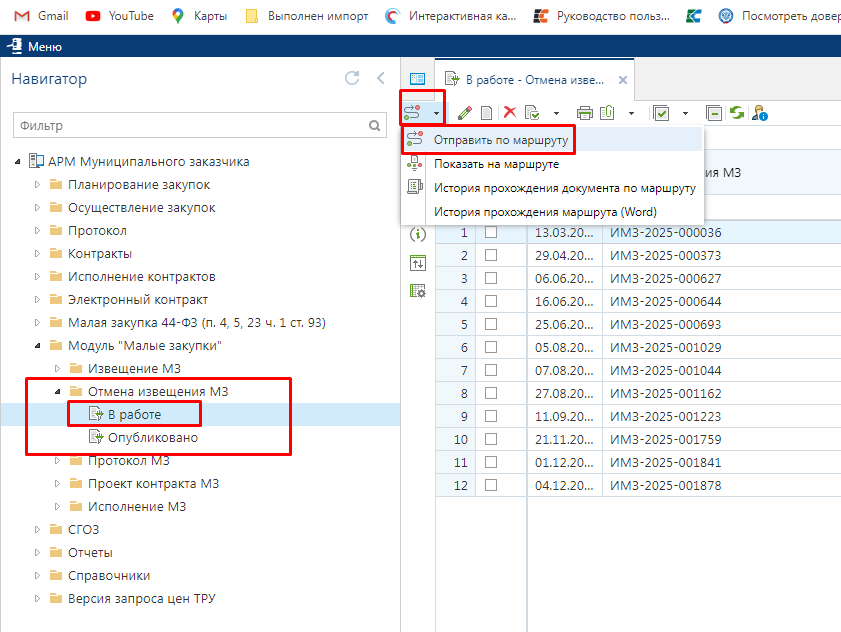 Gmail YouTube Карты Выполнен импорт Интерактивная ка... Руководство польз... Посмотреть довер
Меню
Навигатор
В работе - Отмена изве...
Фильтр
Отправить по маршруту
Показать на маршруте
История прохождения документа по маршруту
История прохождения маршрута (Word)
ия МЗ
АРМ Муниципального заказчика
Планирование закупок
Осуществление закупок
Протокол
Контракты
Исполнение контрактов
Электронный контракт
Малая закупка 44-ФЗ (п. 4, 5, 23 ч. 1 ст. 93)
Модуль "Малые закупки"
Извещение МЗ
Отмена извещения МЗ
В работе
Опубликовано
Протокол МЗ
Проект контракта МЗ
Исполнение МЗ
СГОЗ
Отчеты
Справочники
Версия запроса цен ТРУ
1 13.03.20... ИМЗ-2025-000036
2 29.04.20... ИМЗ-2025-000373
3 06.06.20... ИМЗ-2025-000627
4 16.06.20... ИМЗ-2025-000644
5 25.06.20... ИМЗ-2025-000693
6 05.08.20... ИМЗ-2025-001029
7 07.08.20... ИМЗ-2025-001044
8 27.08.20... ИМЗ-2025-001162
9 11.09.20... ИМЗ-2025-001223
10 21.11.20... ИМЗ-2025-001759
11 01.12.20... ИМЗ-2025-001841
12 04.12.20... ИМЗ-2025-001878